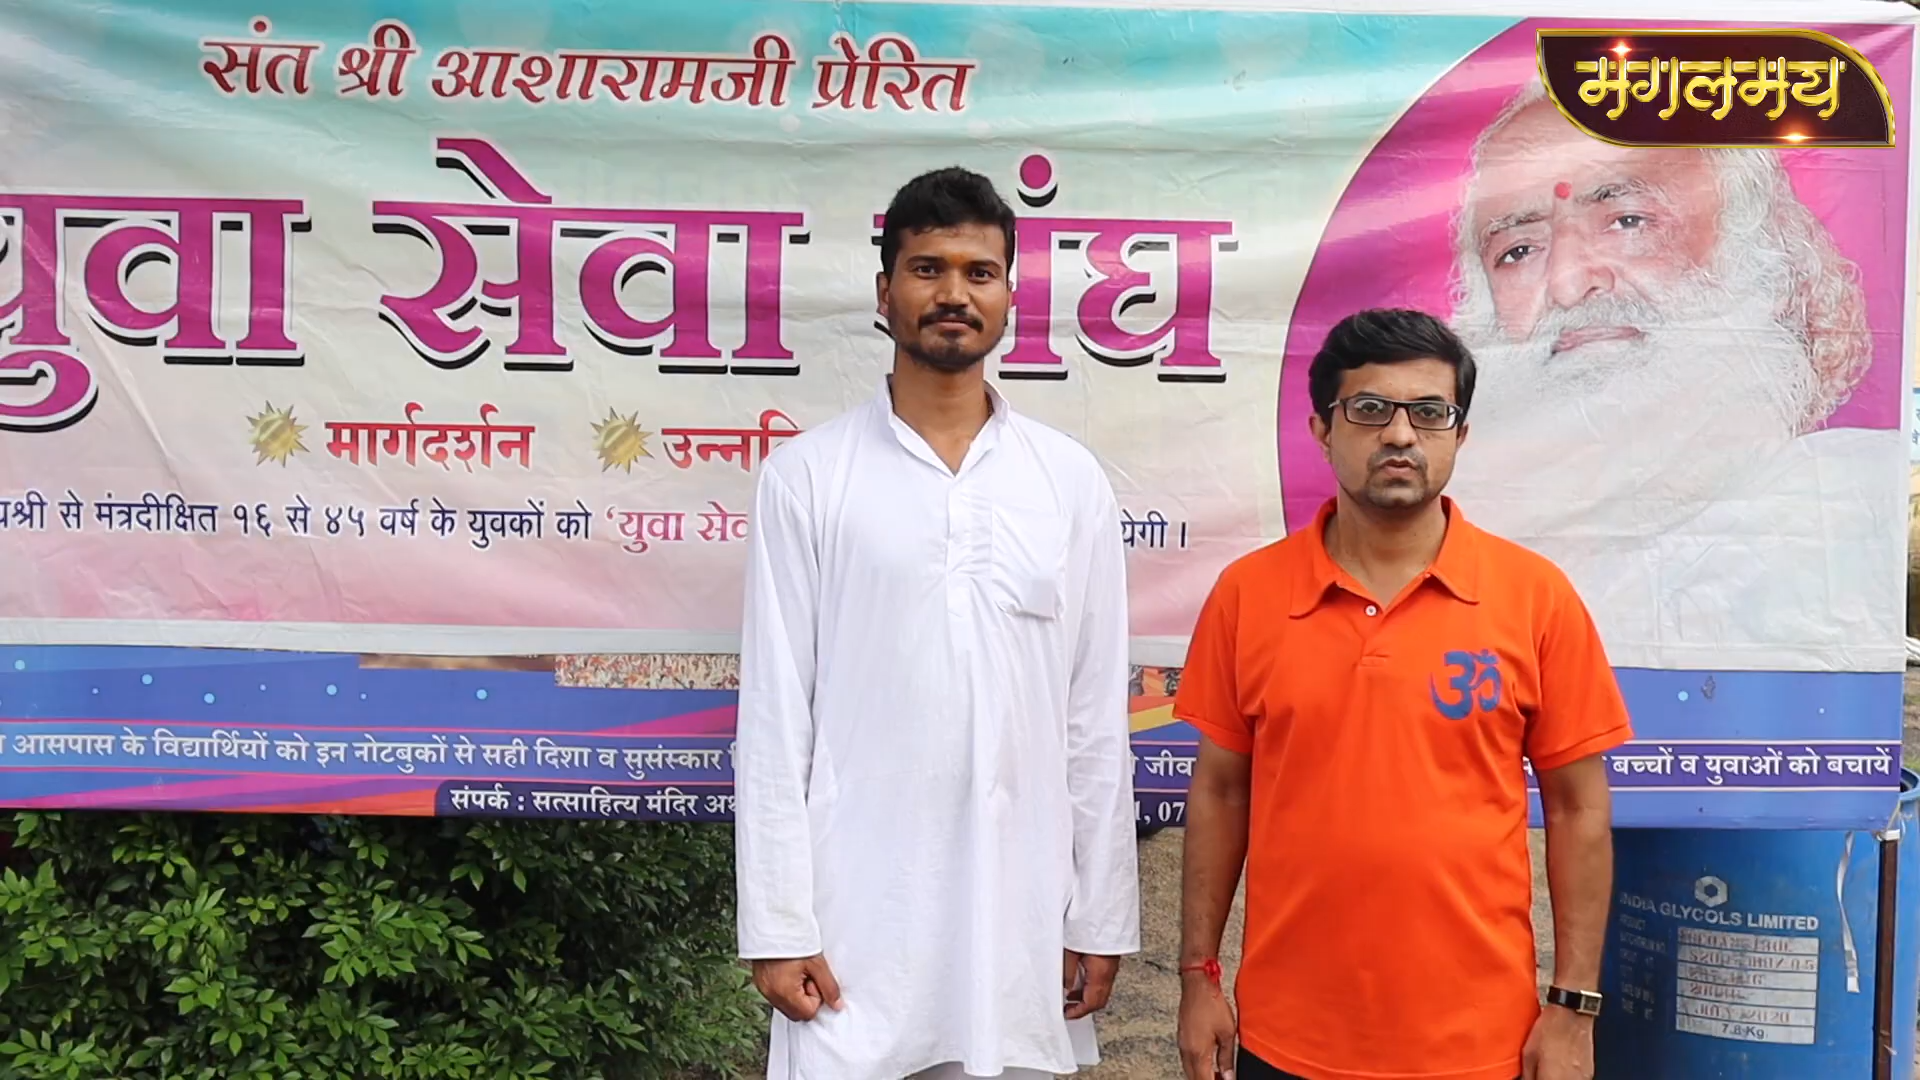 मंगलमय
संत श्री आशारामजी प्रेरित
युवा सेवा संघ
मार्गदर्शन
श्री से मंत्रदीक्षित १६ से ४५ वर्ष के युवकों को ‘युवा सेव येगी ।
आसपास के विद्यार्थियों को इन नोटबुकों से सही दिशा व सुसंस्कार जीव बच्चों व युवाओं को बचायें
संपर्क : सत्साहित्य मंदिर 07
INDIA GLYCOLS LIMITED
7.8 Kg.
ॐ